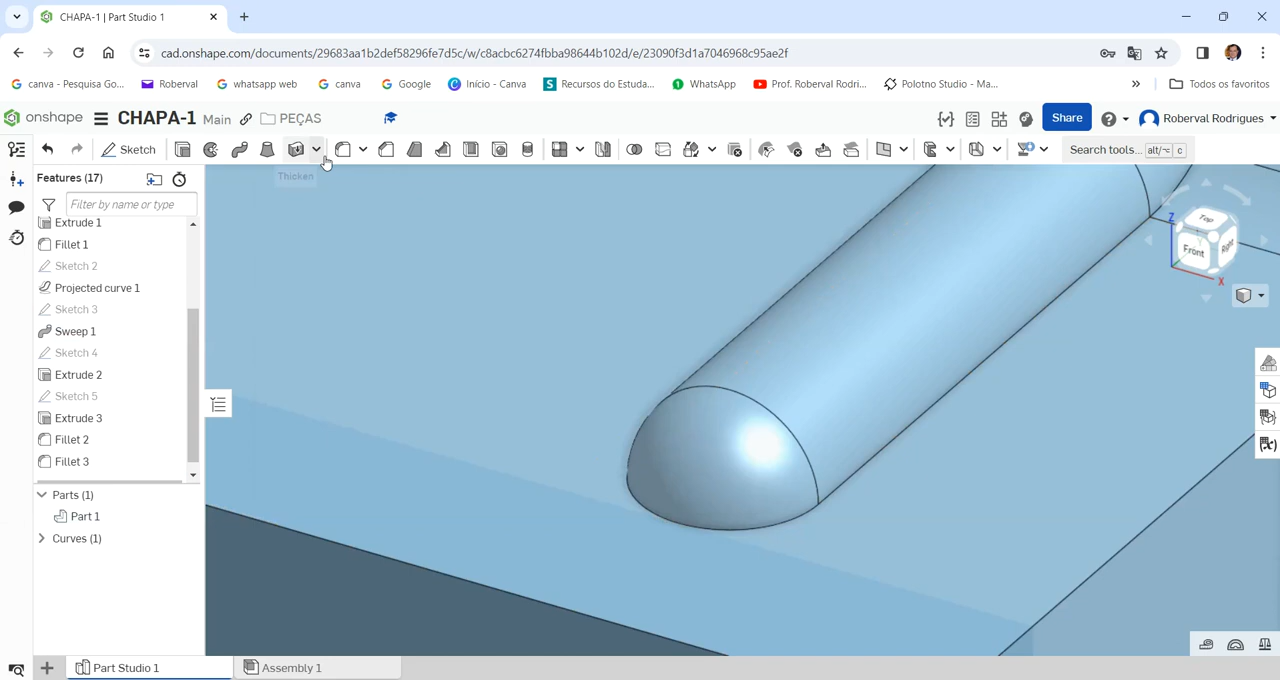 CHAPA-1 | Part Studio 1
cad.onshape.com/documents/29683aa1b2def58296fe7d5c/w/c8acbc6274fbba98644b102d/e/23090f3d1a7046968c95ae2f
canva - Pesquisa Go... Roberval whatsapp web canva Google Início - Canva Recursos do Estuda... WhatsApp Prof. Roberval Rodri... Polotno Studio - Ma... » Todos os favoritos
onshape CHAPA-1 Main PEÇAS Share Roberval Rodrigues
Sketch Search tools... alt/⌥ c
Thicken
Features (17)
Filter by name or type
Extrude 1
Fillet 1
Sketch 2
Projected curve 1
Sketch 3
Sweep 1
Sketch 4
Extrude 2
Sketch 5
Extrude 3
Fillet 2
Fillet 3
Parts (1)
Part 1
Curves (1)
Z
Top
Front
Right
X
Part Studio 1
Assembly 1